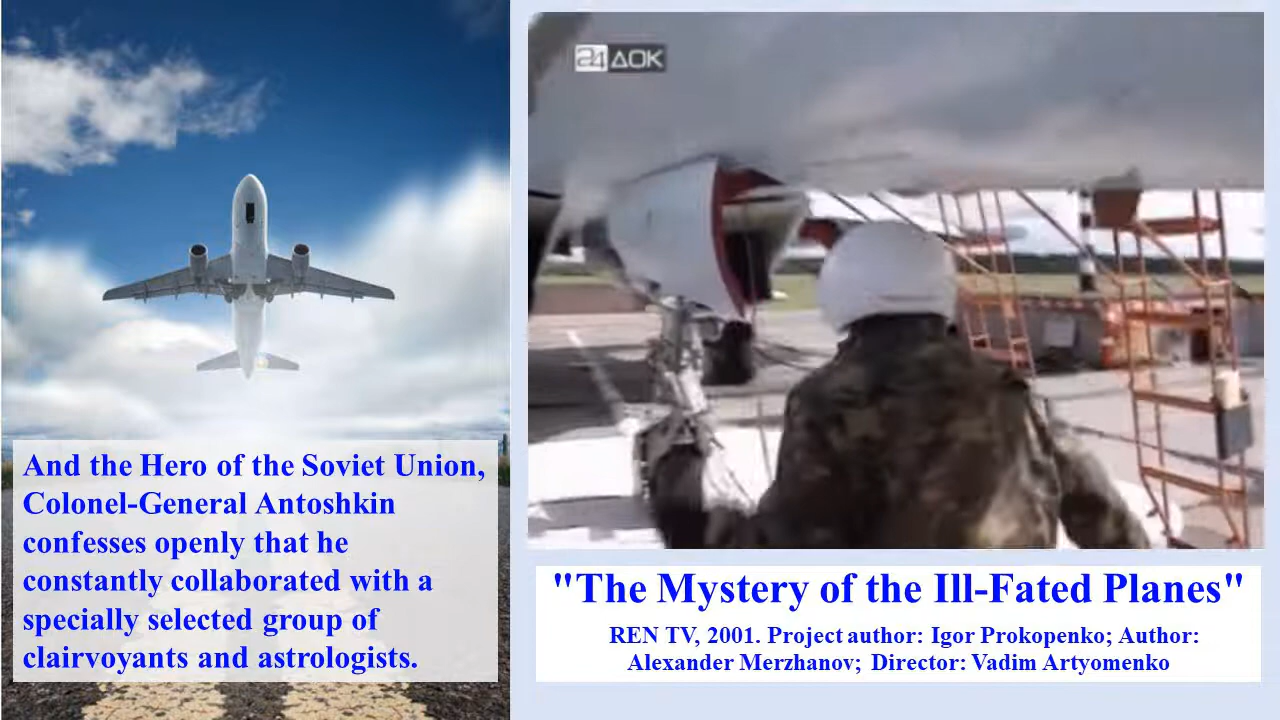 24 ДОК
And the Hero of the Soviet Union,
Colonel-General Antoshkin
confesses openly that he
constantly collaborated with a
specially selected group of
clairvoyants and astrologists.
"The Mystery of the Ill-Fated Planes"
REN TV, 2001. Project author: Igor Prokopenko; Author:
Alexander Merzhanov; Director: Vadim Artyomenko